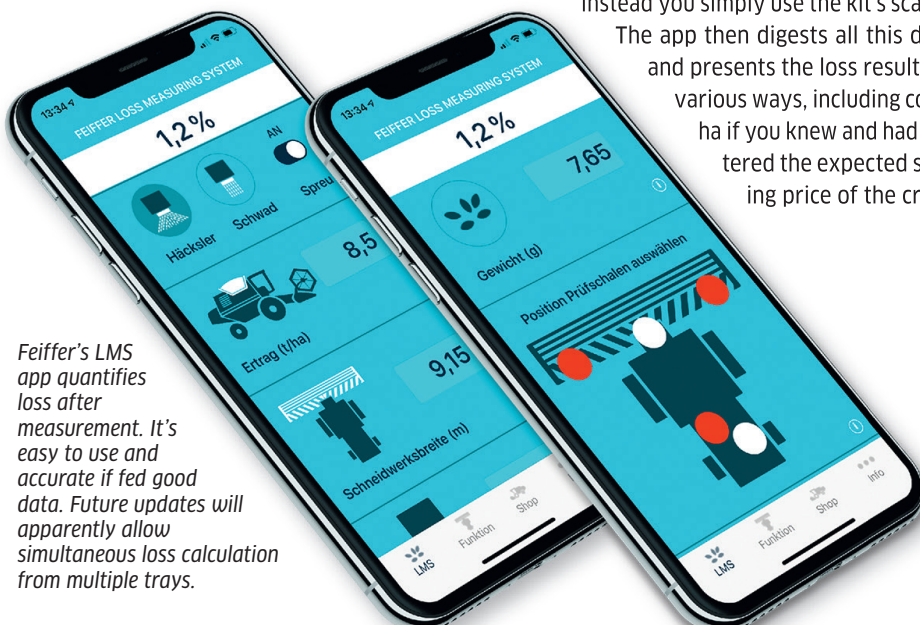 instead you simply use the kit's
The app then digests all this
and presents the loss
various ways, including
ha if you knew and had
tered the expected
ing price of the
13:34
FEIFFER LOSS MEASURING SYSTEM
1,2%
AN
Häcksler
Schwad
8,5
Ertrag (t/ha)
9,15
Schneidwerksbreite (m)
LMS
Funktion
Shop
13:34
FEIFFER LOSS MEASURING SYSTEM
1,2%
7,65
Gewicht (g)
Position Prüfschalen auswählen
LMS
Funktion
Shop
Info
Feiffer's LMS
app quantifies
loss after
measurement. It's
easy to use and
accurate if fed good
data. Future updates will
apparently allow
simultaneous loss calculation
from multiple trays.